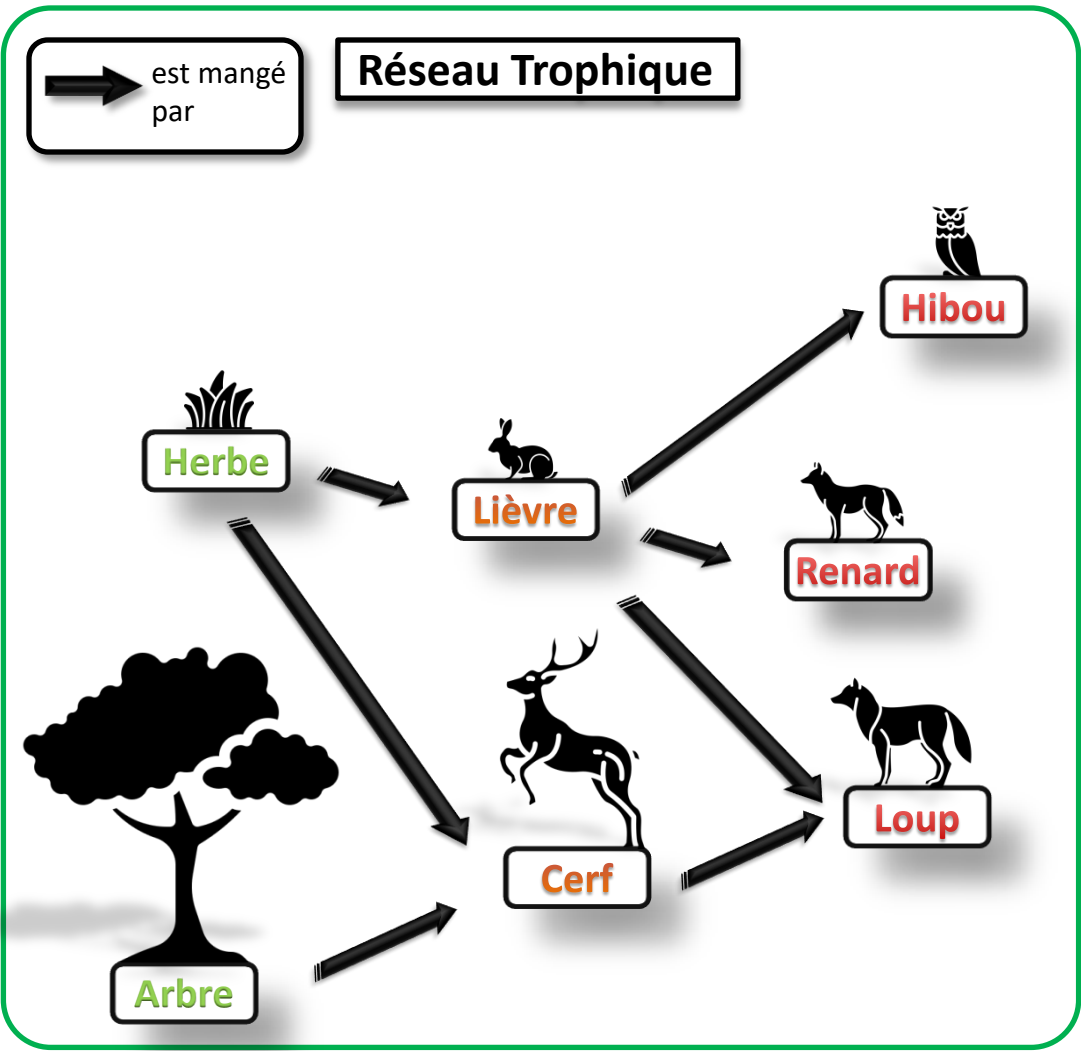 est mangé
par
Réseau Trophique
Hibou
Herbe
Lièvre
Renard
Loup
Cerf
Arbre